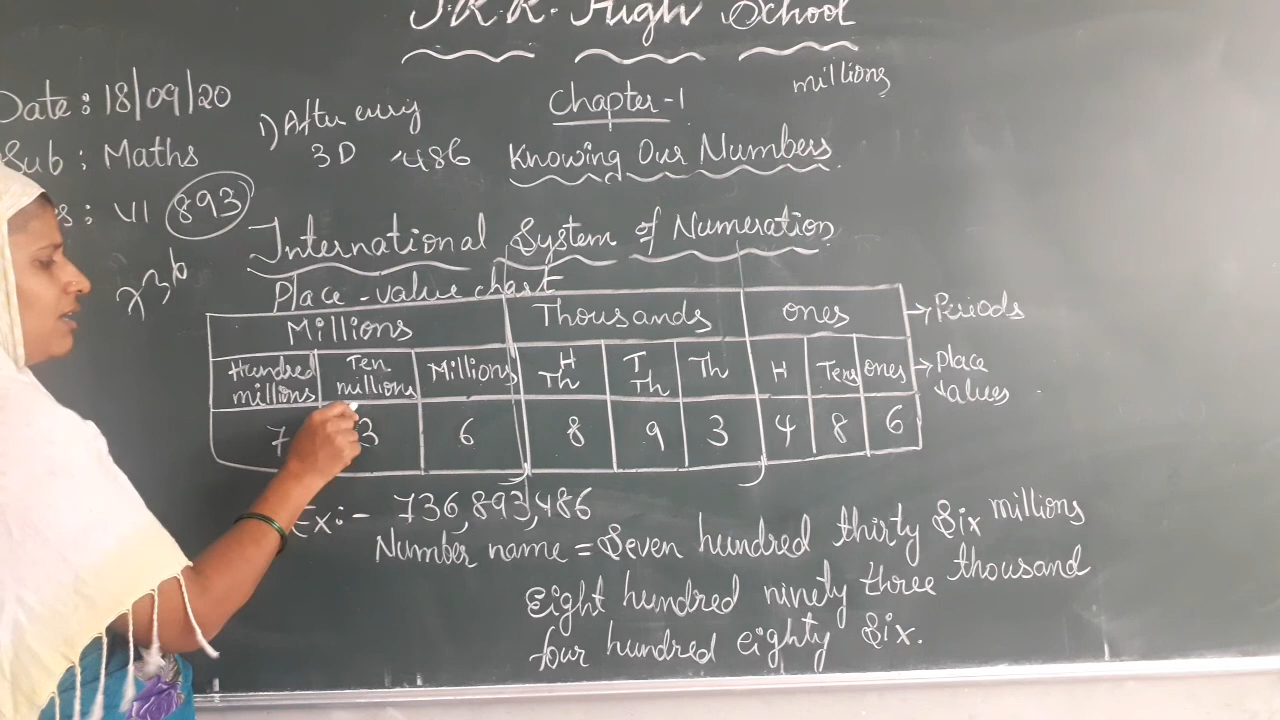 High School
Date: 18/09/20
Chapter-1
millions
1) After every
3D 486
Sub: Maths
Knowing Our Numbers
VI 893
736
International System of Numeration
Place-value chart
Millions Thousands ones → Periods
Hundred millions Ten millions Millions H Th T Th Th H Tens ones → Place values
7 3 6 8 9 3 4 8 6
Ex:- 736,893,486
Number name = Seven hundred thirty Six millions
Eight hundred ninety three thousand
four hundred eighty Six.